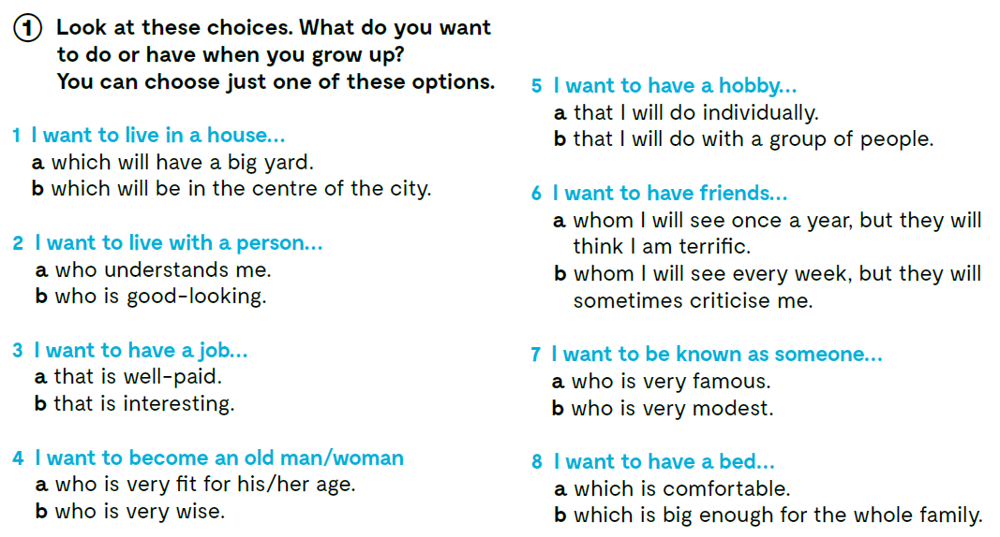 1 Look at these choices. What do you want
to do or have when you grow up?
You can choose just one of these options.
1 I want to live in a house...
a which will have a big yard.
b which will be in the centre of the city.
2 I want to live with a person...
a who understands me.
b who is good-looking.
3 I want to have a job...
a that is well-paid.
b that is interesting.
4 I want to become an old man/woman
a who is very fit for his/her age.
b who is very wise.
5 I want to have a hobby...
a that I will do individually.
b that I will do with a group of people.
6 I want to have friends...
a whom I will see once a year, but they will
think I am terrific.
b whom I will see every week, but they will
sometimes criticise me.
7 I want to be known as someone...
a who is very famous.
b who is very modest.
8 I want to have a bed...
a which is comfortable.
b which is big enough for the whole family.